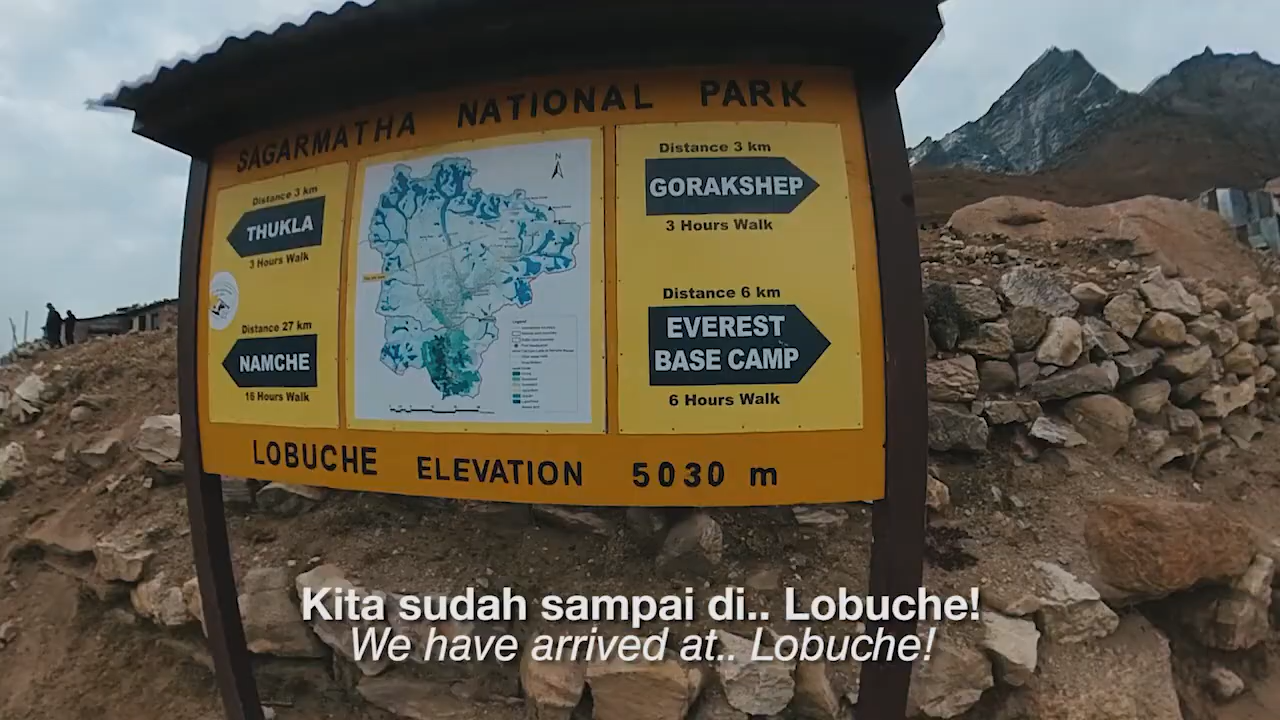 SAGARMATHA NATIONAL PARK
Distance 3 km
THUKLA
3 Hours Walk
Distance 27 km
NAMCHE
16 Hours Walk
N
Distance 3 km
GORAKSHEP
3 Hours Walk
Distance 6 km
EVEREST
BASE CAMP
6 Hours Walk
LOBUCHE ELEVATION 5030 m
Kita sudah sampai di.. Lobuche!
We have arrived at.. Lobuche!